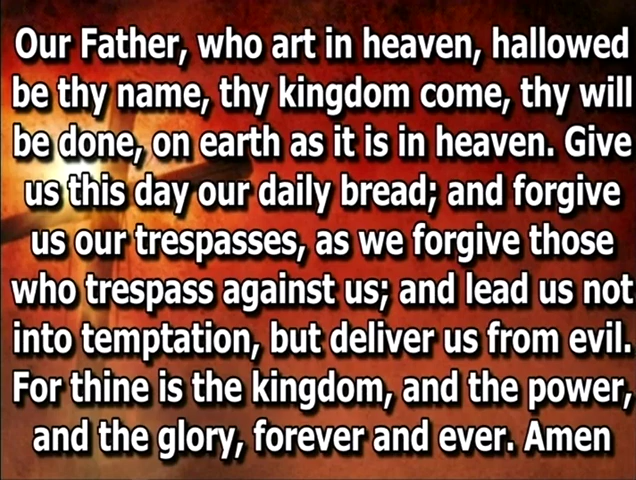 Our Father, who art in heaven, hallowed
be thy name, thy kingdom come, thy will
be done, on earth as it is in heaven. Give
us this day our daily bread; and forgive
us our trespasses, as we forgive those
who trespass against us; and lead us not
into temptation, but deliver us from evil.
For thine is the kingdom, and the power,
and the glory, forever and ever. Amen